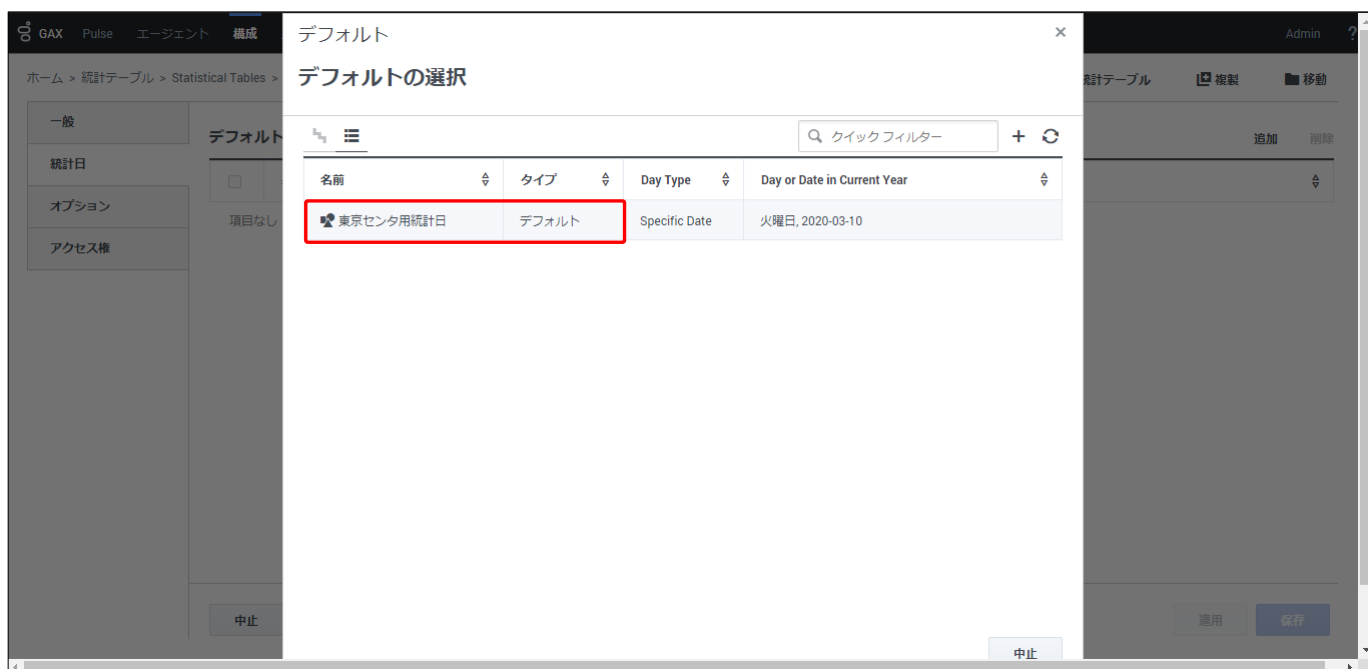 GAX Pulse エージェント 構成 Admin ?
ホーム > 統計テーブル > Statistical Tables >
統計テーブル 複製 移動
一般
統計日
オプション
アクセス権
デフォルト
追加 削除
項目なし
中止
適用 保存
デフォルト ×
デフォルトの選択
クイック フィルター
名前 タイプ Day Type Day or Date in Current Year
東京センタ用統計日 デフォルト Specific Date 火曜日, 2020-03-10
中止